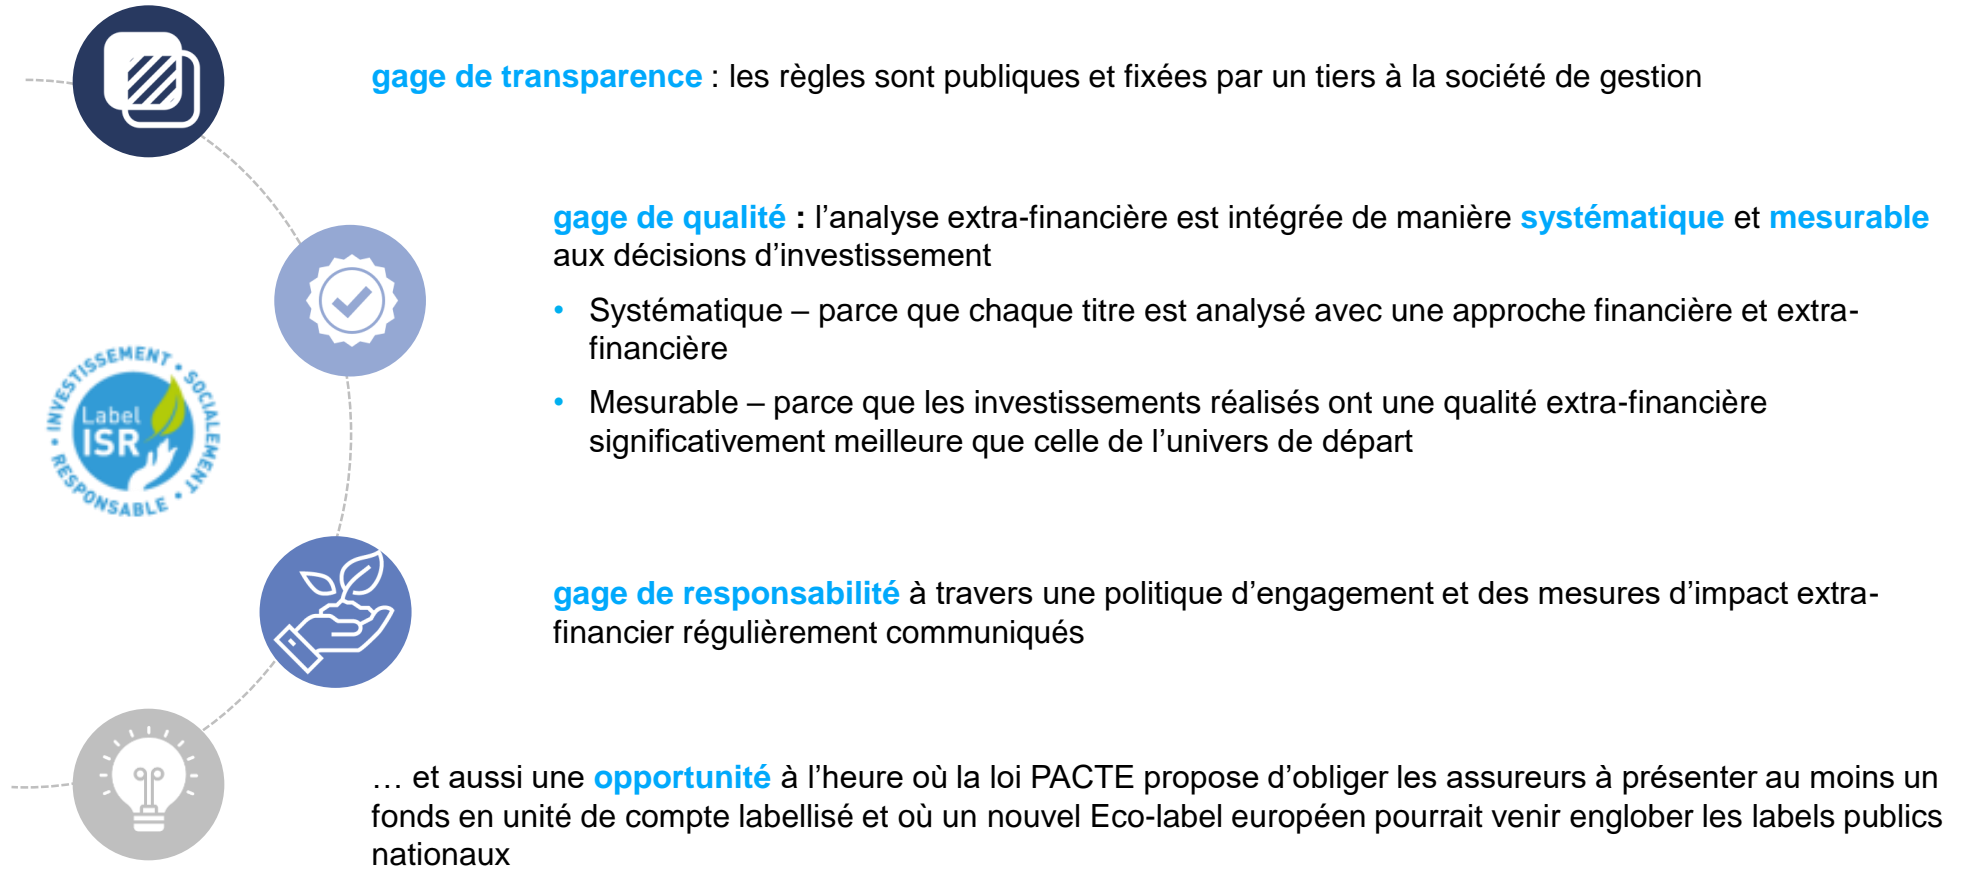 gage de transparence : les règles sont publiques et fixées par un tiers à la société de gestion
gage de qualité : l’analyse extra-financière est intégrée de manière systématique et mesurable
aux décisions d’investissement
• Systématique – parce que chaque titre est analysé avec une approche financière et extra-
financière
• Mesurable – parce que les investissements réalisés ont une qualité extra-financière
significativement meilleure que celle de l’univers de départ
• INVESTISSEMENT • SOCIALEMENT • RESPONSABLE
Label
ISR
gage de responsabilité à travers une politique d’engagement et des mesures d’impact extra-
financier régulièrement communiqués
… et aussi une opportunité à l’heure où la loi PACTE propose d’obliger les assureurs à présenter au moins un
fonds en unité de compte labellisé et où un nouvel Eco-label européen pourrait venir englober les labels publics
nationaux